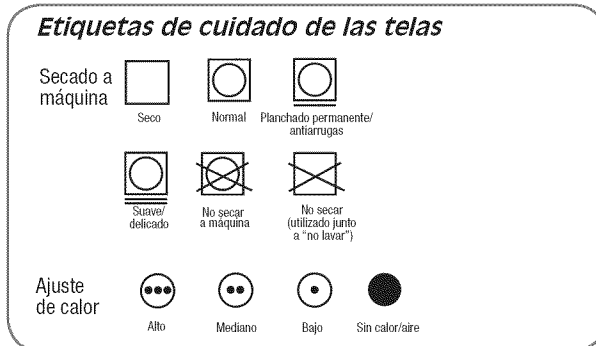 Etiquetas de cuidado de las telas
Secado a
máquina
Seco
Normal
Planchado permanente/
antiarrugas
Suave/
delicado
No secar
a máquina
No secar
(utilizado junto
a "no lavar")
Ajuste
de calor
Alto
Mediano
Bajo
Sin calor/aire